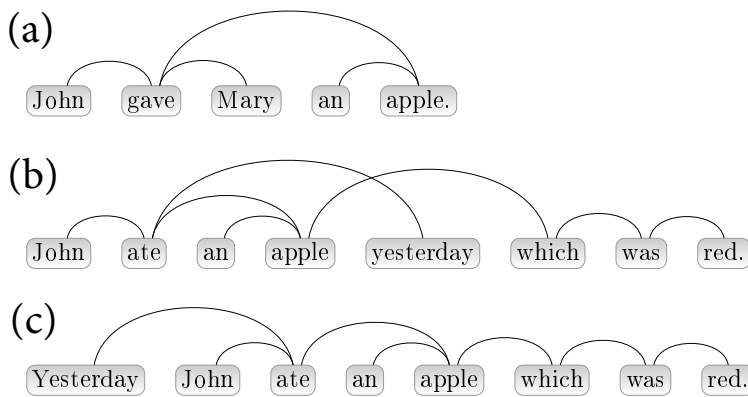 (a)
John gave Mary an apple.
(b)
John ate an apple yesterday which was red.
(c)
Yesterday John ate an apple which was red.